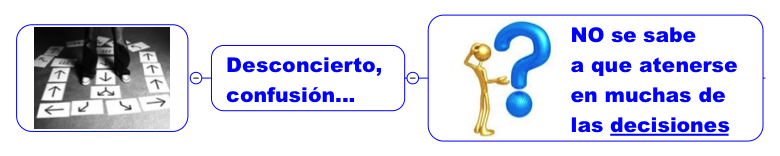 Desconcierto,
confusión...
NO se sabe
a que atenerse
en muchas de
las decisiones